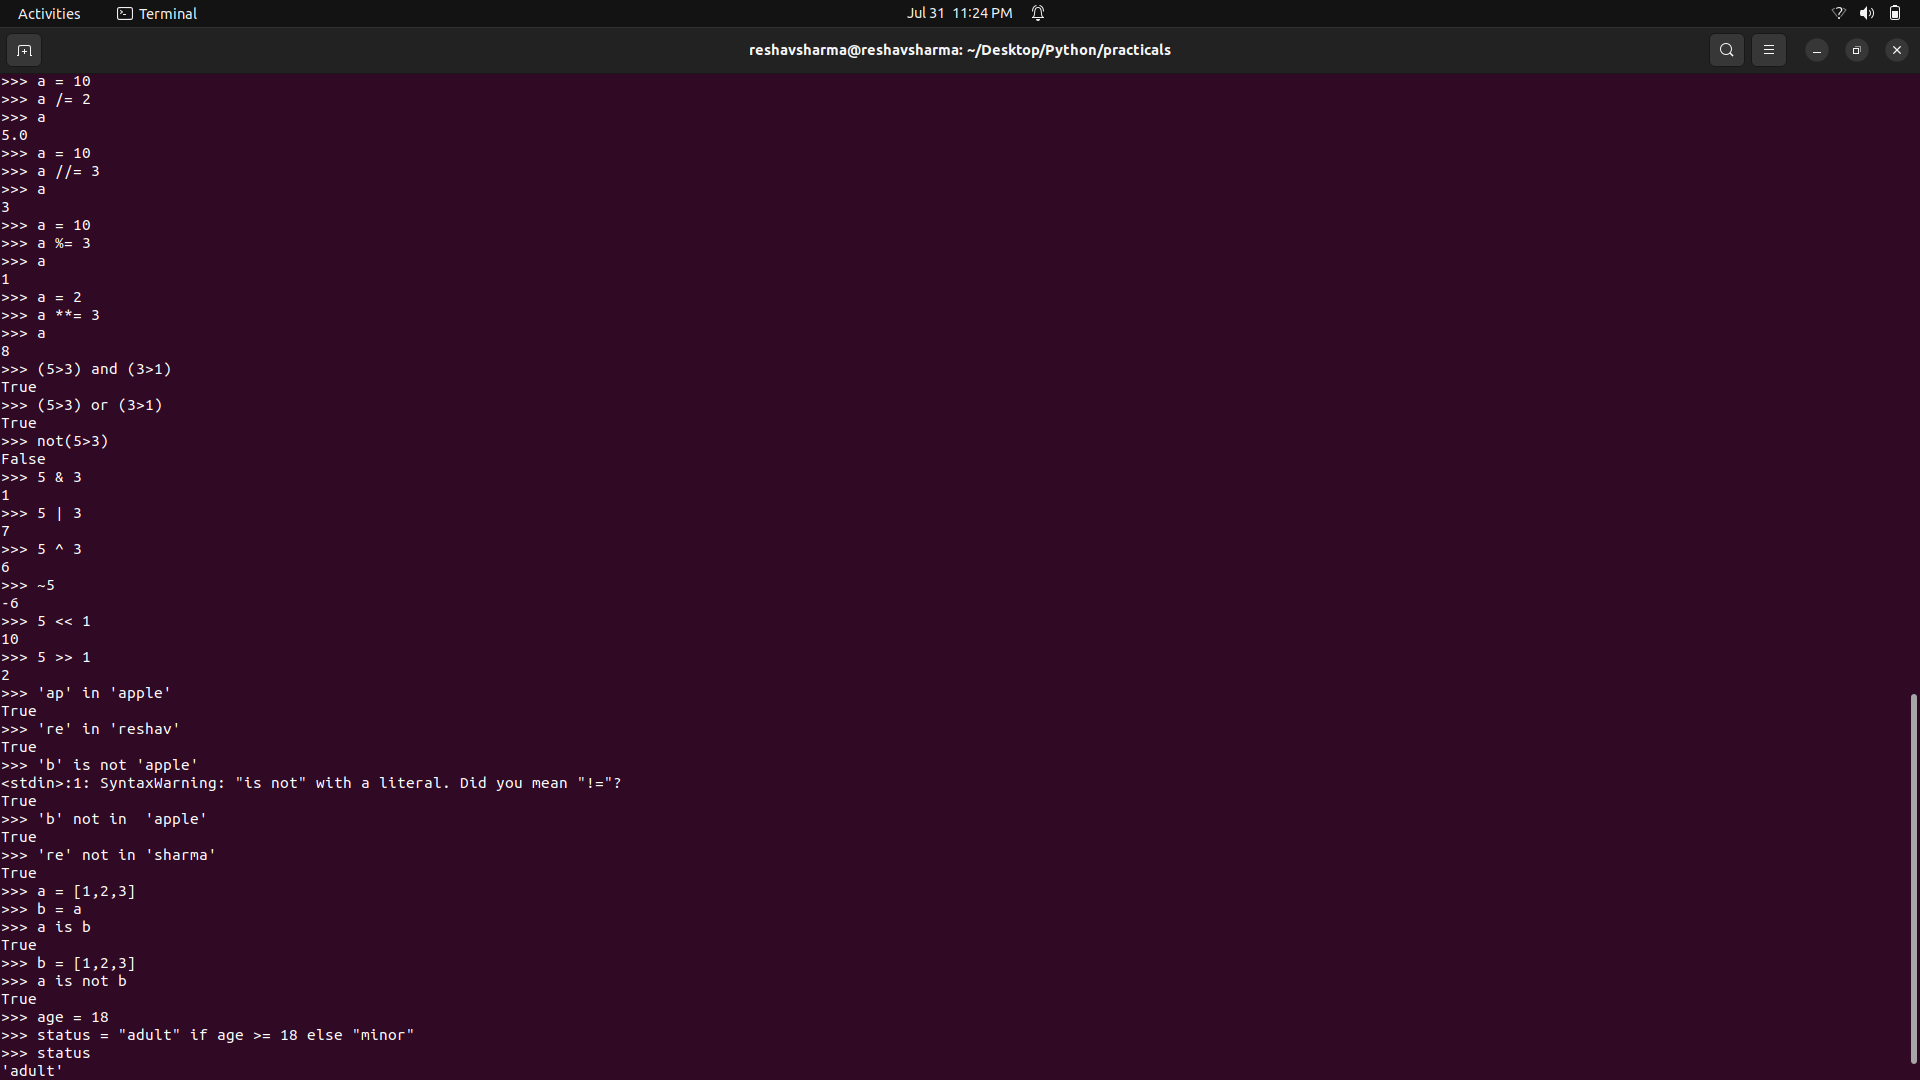 Activities Terminal Jul 31 11:24 PM
reshavsharma@reshavsharma: ~/Desktop/Python/practicals
>>> a = 10
>>> a /= 2
>>> a
5.0
>>> a = 10
>>> a //= 3
>>> a
3
>>> a = 10
>>> a %= 3
>>> a
1
>>> a = 2
>>> a **= 3
>>> a
8
>>> (5>3) and (3>1)
True
>>> (5>3) or (3>1)
True
>>> not(5>3)
False
>>> 5 & 3
1
>>> 5 | 3
7
>>> 5 ^ 3
6
>>> ~5
-6
>>> 5 << 1
10
>>> 5 >> 1
2
>>> 'ap' in 'apple'
True
>>> 're' in 'reshav'
True
>>> 'b' is not 'apple'
<stdin>:1: SyntaxWarning: "is not" with a literal. Did you mean "!="?
True
>>> 'b' not in  'apple'
True
>>> 're' not in 'sharma'
True
>>> a = [1,2,3]
>>> b = a
>>> a is b
True
>>> b = [1,2,3]
>>> a is not b
True
>>> age = 18
>>> status = "adult" if age >= 18 else "minor"
>>> status
'adult'